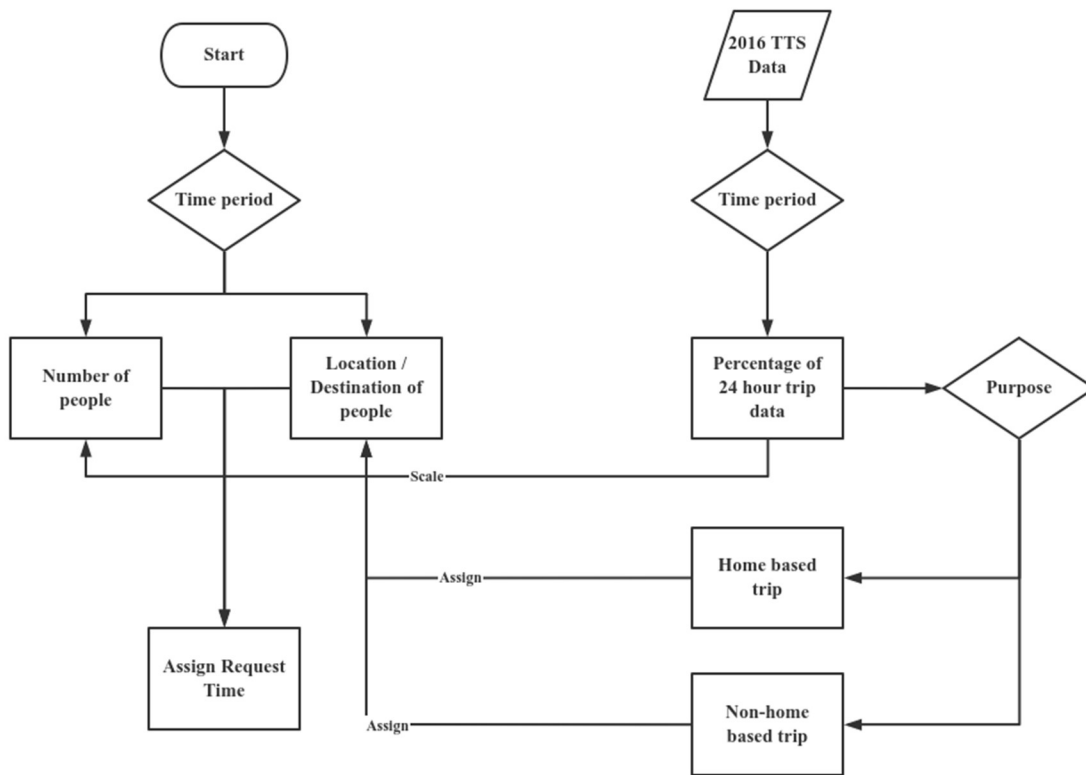 Start
2016 TTS
Data
Time period
Time period
Number of
people
Location /
Destination of
people
Percentage of
24 hour trip
data
Purpose
Scale
Home based
trip
Assign
Assign Request
Time
Non-home
based trip
Assign